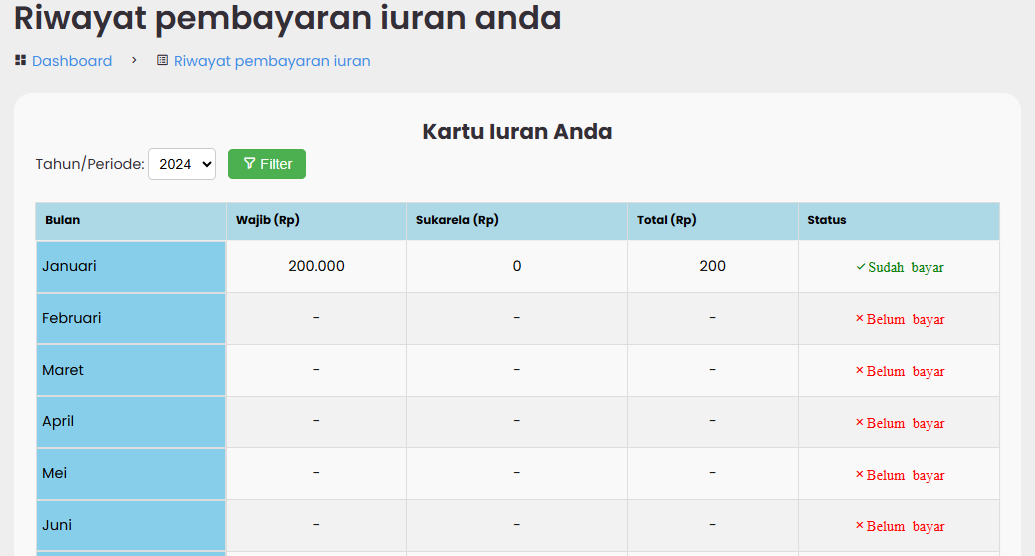 Riwayat pembayaran iuran anda
Dashboard > Riwayat pembayaran iuran
Kartu Iuran Anda
Tahun/Periode: 2024 Filter
Bulan Wajib (Rp) Sukarela (Rp) Total (Rp) Status
Januari 200.000 0 200 ✓ Sudah bayar
Februari - - - × Belum bayar
Maret - - - × Belum bayar
April - - - × Belum bayar
Mei - - - × Belum bayar
Juni - - - × Belum bayar